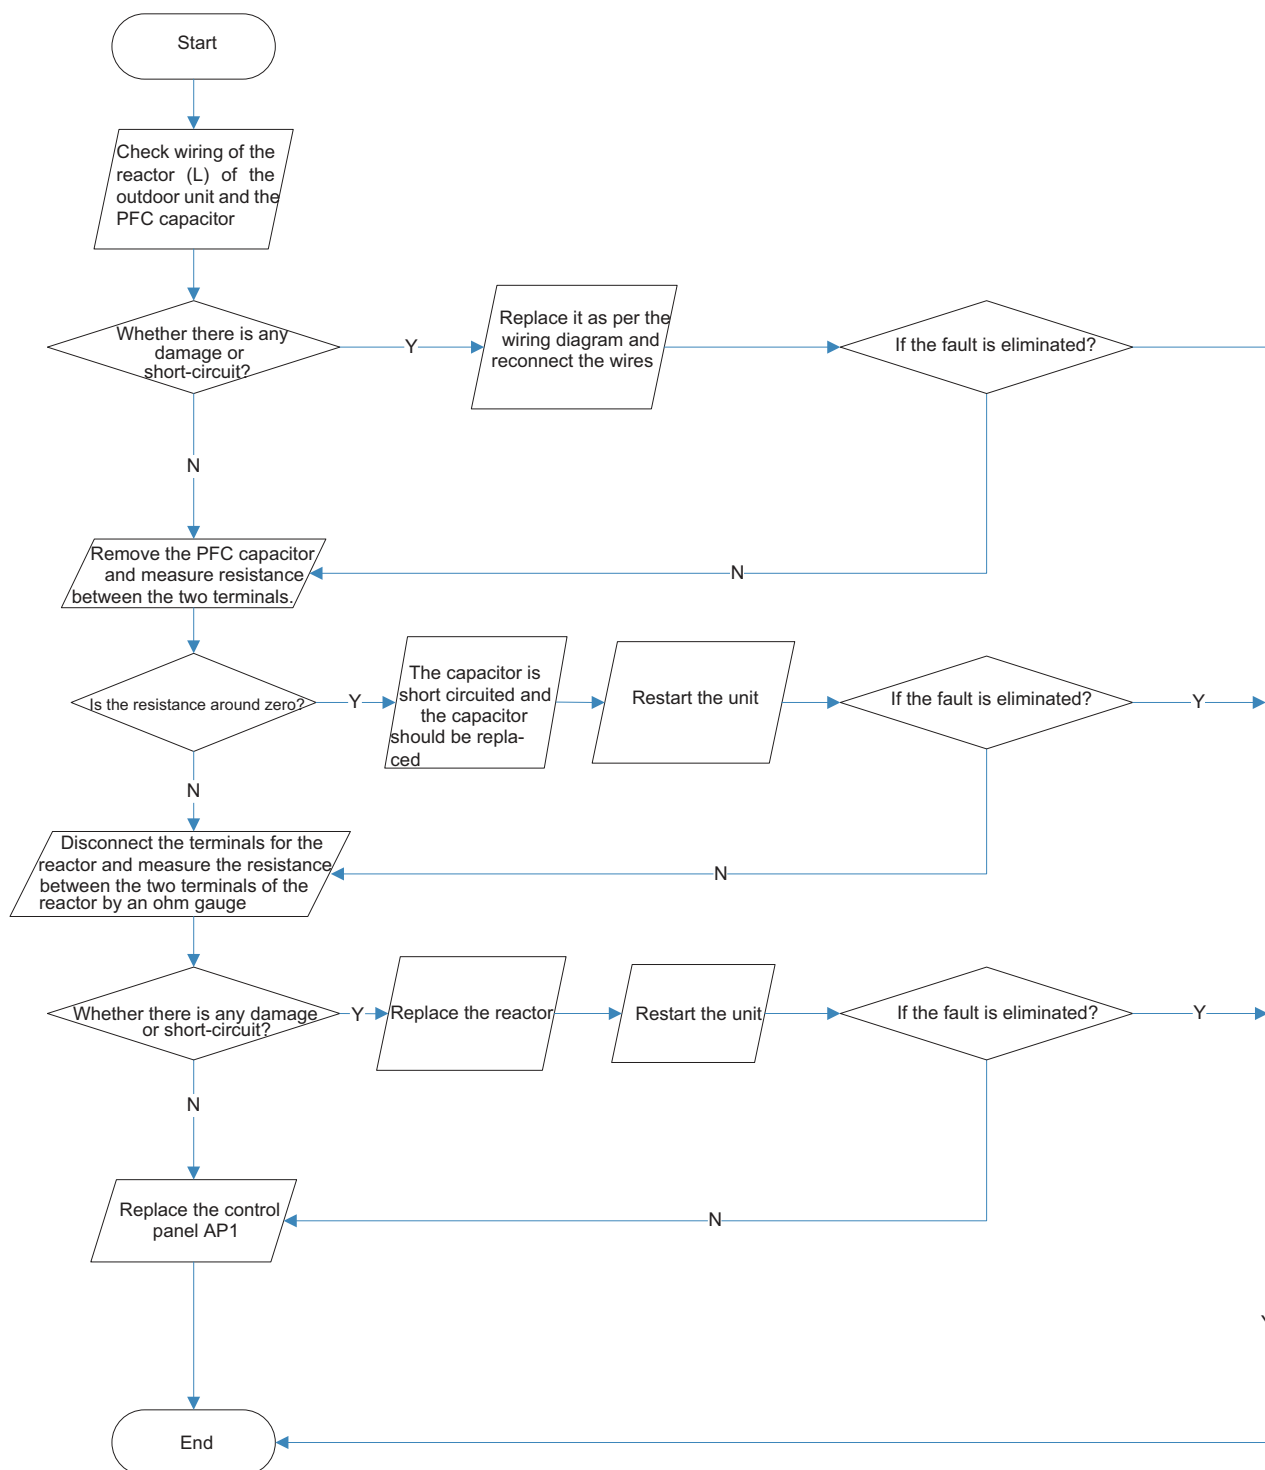 Start
Check wiring of the
reactor (L) of the
outdoor unit and the
PFC capacitor
Whether there is any
damage or
short-circuit?
Y
Replace it as per the
wiring diagram and
reconnect the wires
If the fault is eliminated?
N
Remove the PFC capacitor
and measure resistance
between the two terminals.
N
Is the resistance around zero?
Y
The capacitor is
short circuited and
the capacitor
should be repla-
ced
Restart the unit
If the fault is eliminated?
Y
N
Disconnect the terminals for the
reactor and measure the resistance
between the two terminals of the
reactor by an ohm gauge
N
Whether there is any damage
or short-circuit?
Y
Replace the reactor
Restart the unit
If the fault is eliminated?
Y
N
Replace the control
panel AP1
N
End